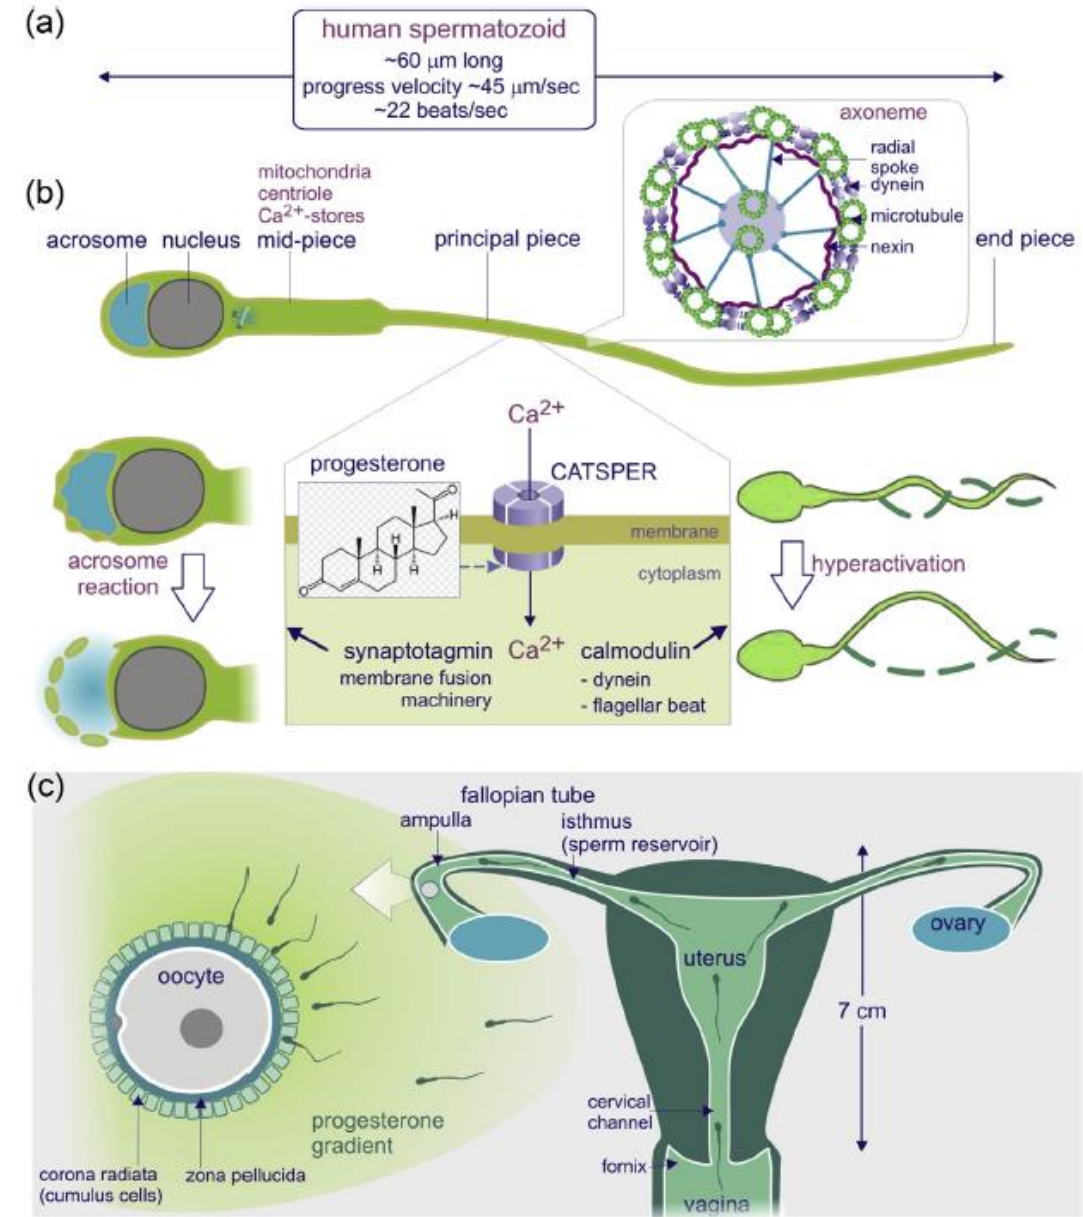 (a)
human spermatozoid
~60 µm long
progress velocity ~45 µm/sec
~22 beats/sec
axoneme
radial
spoke
dynein
microtubule
nexin
(b)
mitochondria
centriole
Ca2+-stores
acrosome nucleus mid-piece
principal piece
end piece
Ca2+
progesterone
CATSPER
O
H
H
H
H
O
membrane
cytoplasm
acrosome
reaction
hyperactivation
synaptotagmin
membrane fusion
machinery
Ca2+
calmodulin
- dynein
- flagellar beat
(c)
fallopian tube
ampulla
isthmus
(sperm reservoir)
ovary
oocyte
uterus
7 cm
cervical
channel
progesterone
gradient
corona radiata
(cumulus cells)
zona pellucida
fornix
vagina